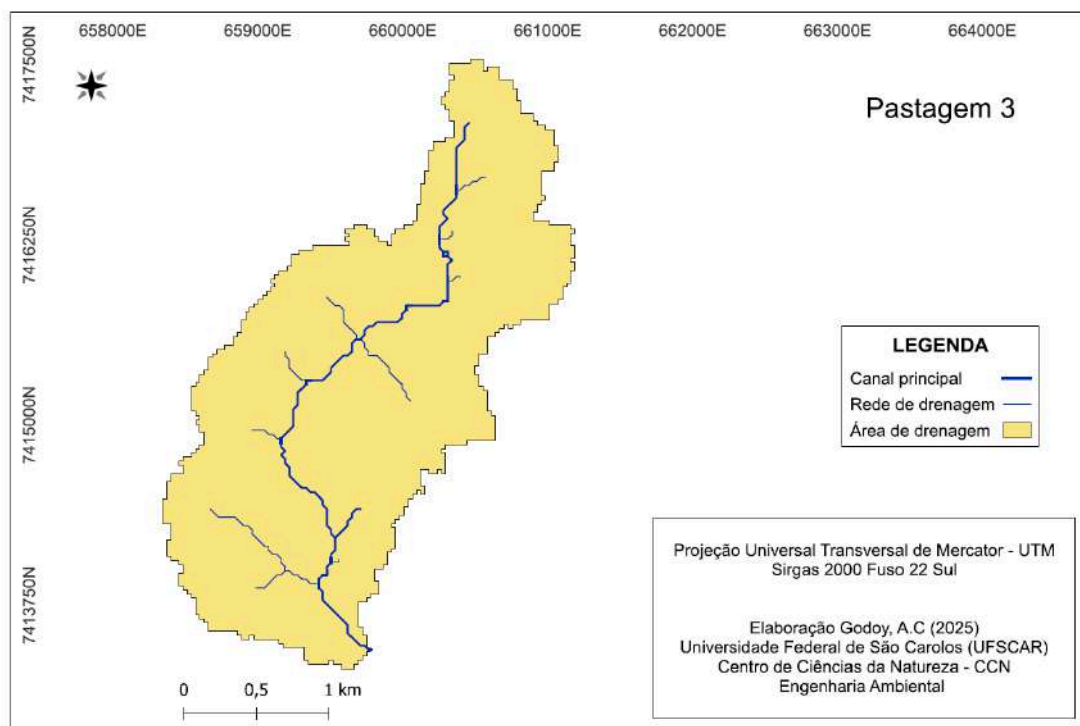 658000E 659000E 660000E 661000E 662000E 663000E 664000E
7417500N
7416250N
7415000N
7413750N
Pastagem 3
LEGENDA
Canal principal
Rede de drenagem
Área de drenagem
Projeção Universal Transversal de Mercator - UTM
Sirgas 2000 Fuso 22 Sul
Elaboração Godoy, A.C (2025)
Universidade Federal de São Carolos (UFSCAR)
Centro de Ciências da Natureza - CCN
Engenharia Ambiental
0 0,5 1 km